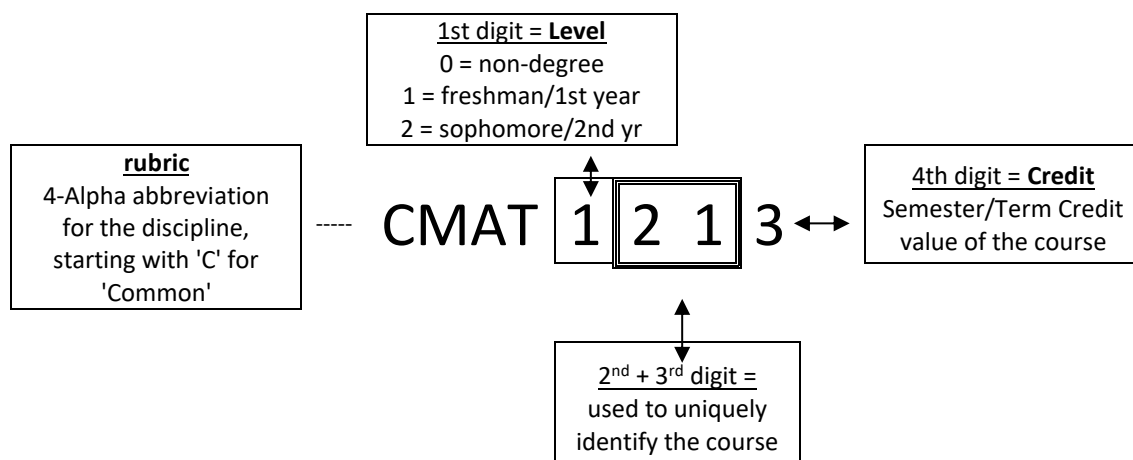 1st digit = Level
0 = non-degree
1 = freshman/1st year
2 = sophomore/2nd yr
rubric
4-Alpha abbreviation
for the discipline,
starting with 'C' for
'Common'
----- CMAT 1 2 1 3
4th digit = Credit
Semester/Term Credit
value of the course
2nd + 3rd digit =
used to uniquely
identify the course